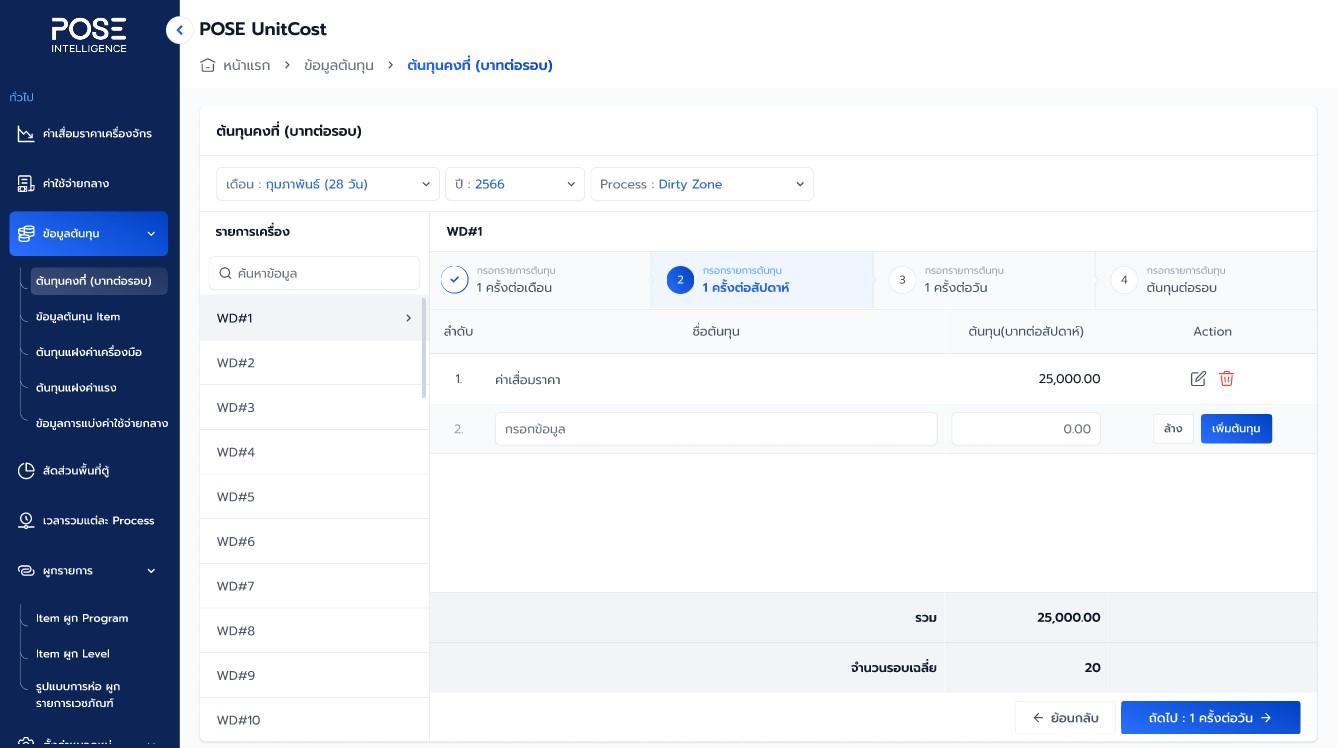 POSE
INTELLIGENCE
ทั่วไป
ค่าเสื่อมราคาเครื่องจักร
ค่าใช้จ่ายกลาง
ข้อมูลต้นทุน
ต้นทุนคงที่ (บาทต่อรอบ)
ข้อมูลต้นทุน Item
ต้นทุนแฝงค่าเครื่องมือ
ต้นทุนแฝงค่าแรง
ข้อมูลการแบ่งค่าใช้จ่ายกลาง
สัดส่วนพื้นที่ตู้
เวลารวมแต่ละ Process
ผูกรายการ
Item ผูก Program
Item ผูก Level
รูปแบบการห่อ ผูก
รายการเวชภัณฑ์
POSE UnitCost
หน้าแรก > ข้อมูลต้นทุน > ต้นทุนคงที่ (บาทต่อรอบ)
ต้นทุนคงที่ (บาทต่อรอบ)
เดือน : กุมภาพันธ์ (28 วัน) ปี : 2566 Process : Dirty Zone
รายการเครื่อง
ค้นหาข้อมูล
WD#1
WD#2
WD#3
WD#4
WD#5
WD#6
WD#7
WD#8
WD#9
WD#10
WD#1
กรอกรายการต้นทุน
1 ครั้งต่อเดือน
2
กรอกรายการต้นทุน
1 ครั้งต่อสัปดาห์
3
กรอกรายการต้นทุน
1 ครั้งต่อวัน
4
กรอกรายการต้นทุน
ต้นทุนต่อรอบ
ลำดับ ชื่อต้นทุน ต้นทุน(บาทต่อสัปดาห์) Action
1. ค่าเสื่อมราคา 25,000.00
2. กรอกข้อมูล 0.00 ล้าง เพิ่มต้นทุน
รวม 25,000.00
จำนวนรอบเฉลี่ย 20
← ย้อนกลับ ถัดไป : 1 ครั้งต่อวัน →